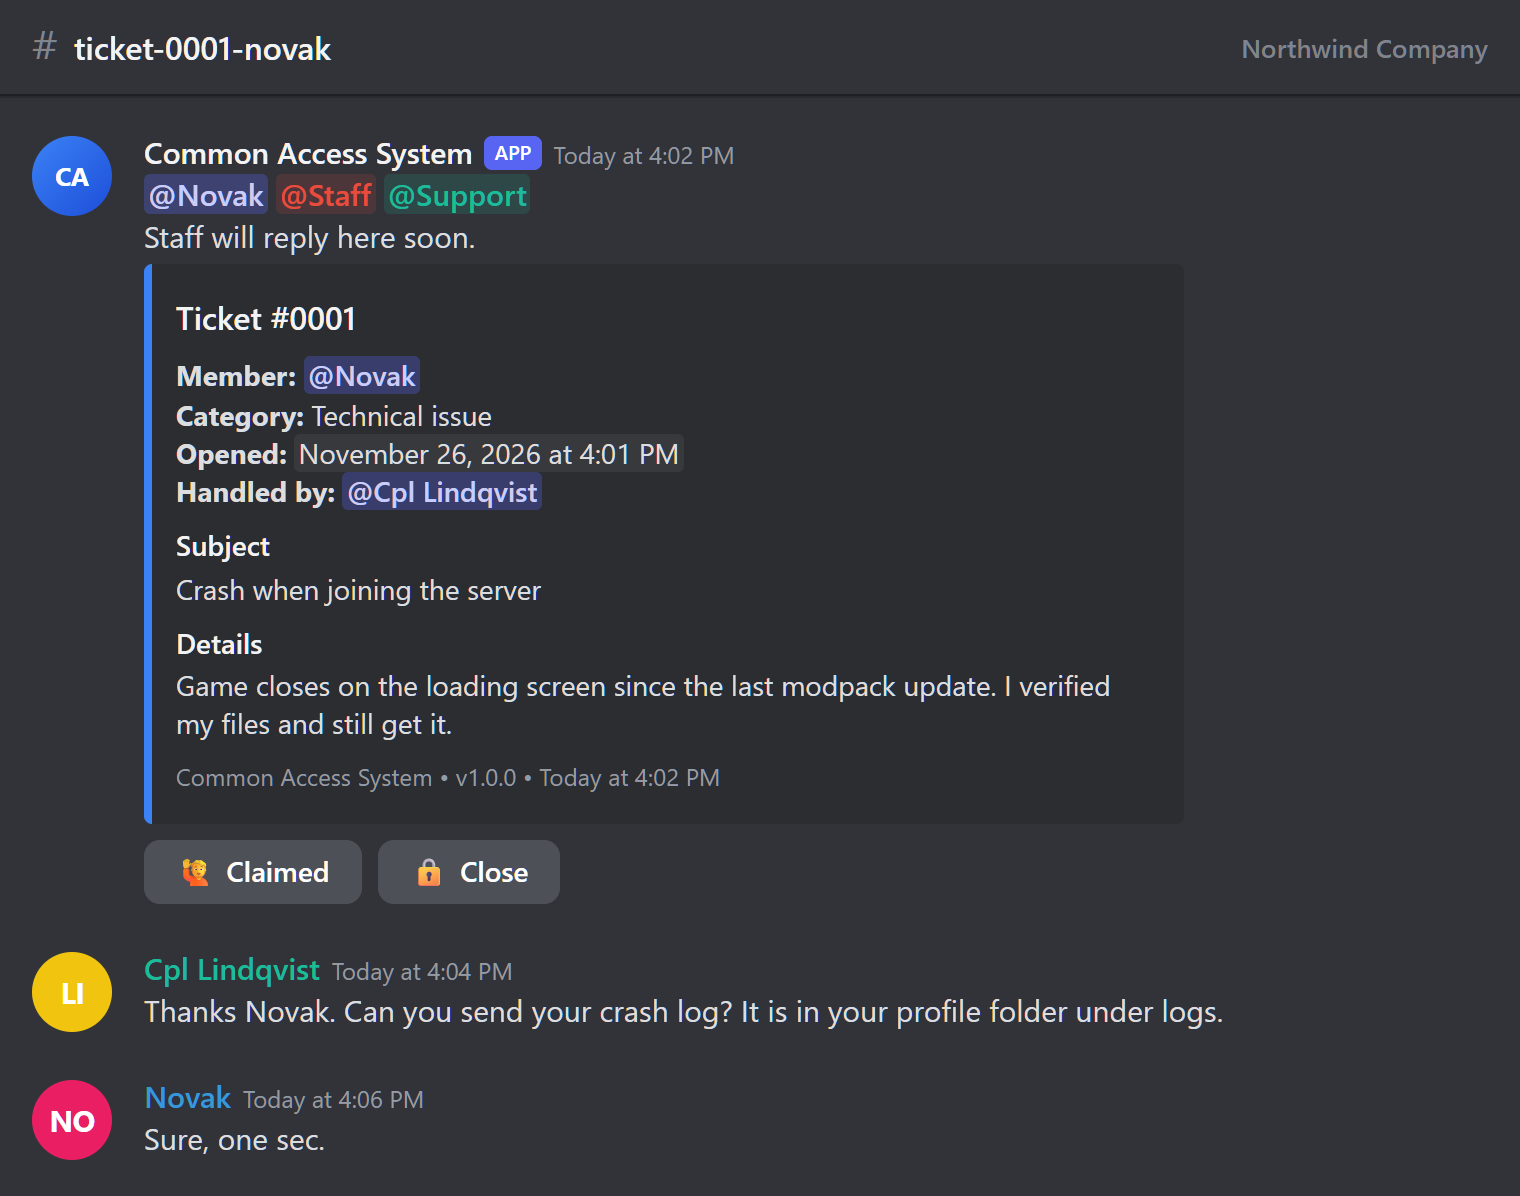 # ticket-0001-novak
Northwind Company
CA
Common Access System APP Today at 4:02 PM
@Novak @Staff @Support
Staff will reply here soon.
Ticket #0001
Member: @Novak
Category: Technical issue
Opened: November 26, 2026 at 4:01 PM
Handled by: @Cpl Lindqvist
Subject
Crash when joining the server
Details
Game closes on the loading screen since the last modpack update. I verified
my files and still get it.
Common Access System • v1.0.0 • Today at 4:02 PM
🙋 Claimed
🔒 Close
LI
Cpl Lindqvist Today at 4:04 PM
Thanks Novak. Can you send your crash log? It is in your profile folder under logs.
NO
Novak Today at 4:06 PM
Sure, one sec.